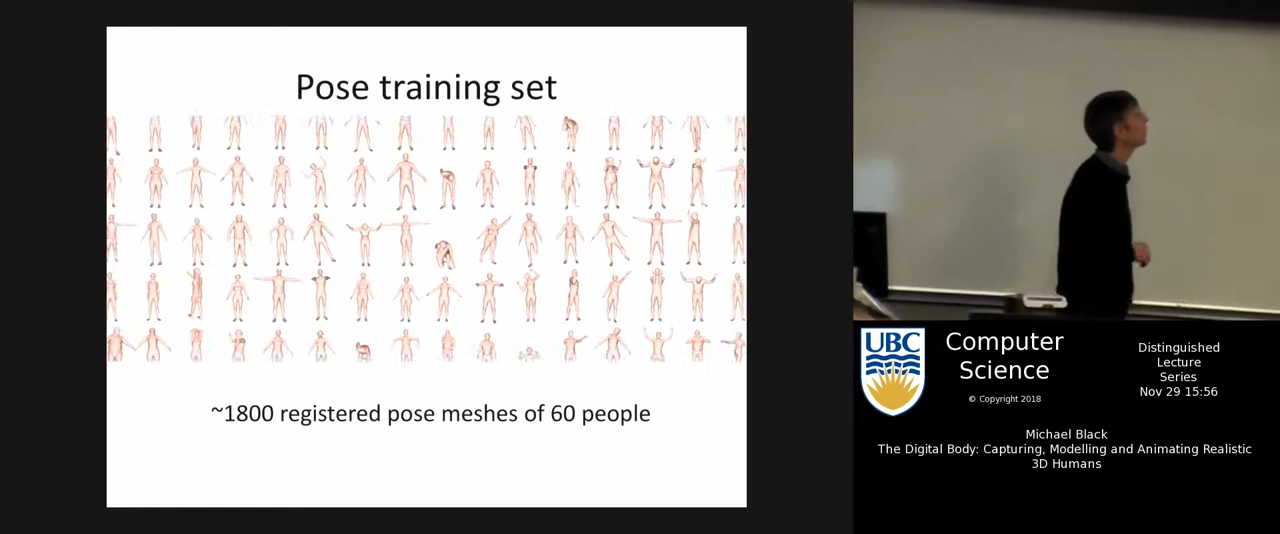 Pose training set
~1800 registered pose meshes of 60 people
UBC
Computer
Science
© Copyright 2018
Distinguished
Lecture
Series
Nov 29 15:56
Michael Black
The Digital Body: Capturing, Modelling and Animating Realistic
3D Humans